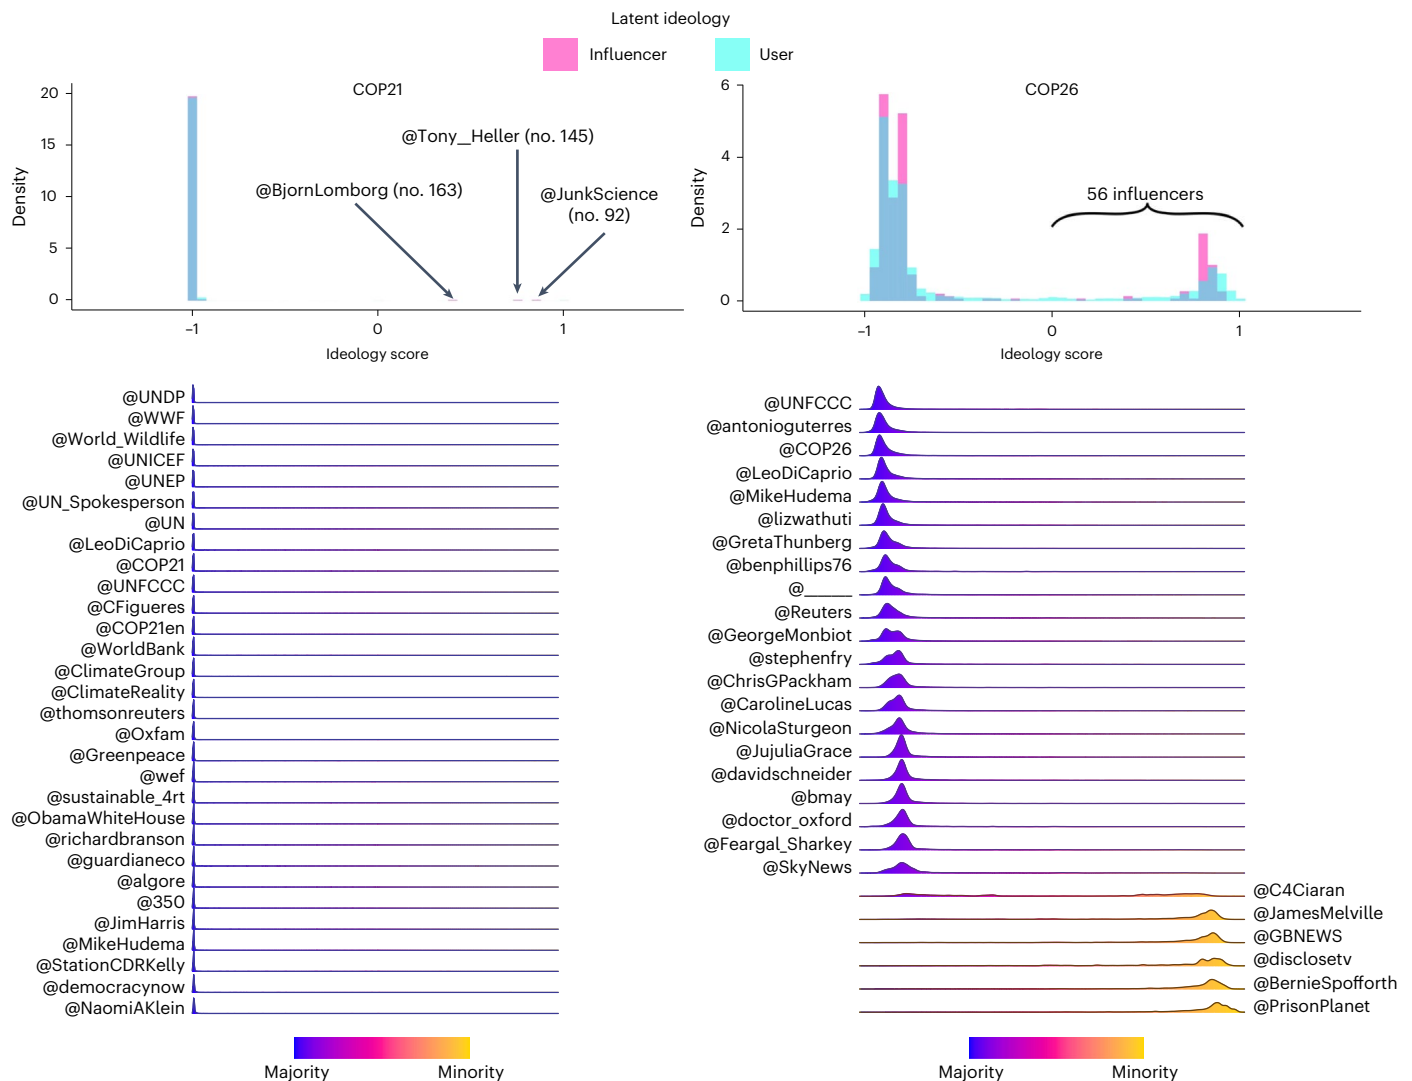 Latent ideology
Influencer
User
COP21
Density
20
15
10
5
0
@BjornLomborg (no. 163)
@Tony__Heller (no. 145)
@JunkScience
(no. 92)
–1
0
1
Ideology score
COP26
Density
6
4
2
0
56 influencers
–1
0
1
Ideology score
@UNDP
@WWF
@World_Wildlife
@UNICEF
@UNEP
@UN_Spokesperson
@UN
@LeoDiCaprio
@COP21
@UNFCCC
@CFigueres
@COP21en
@WorldBank
@ClimateGroup
@ClimateReality
@thomsonreuters
@Oxfam
@Greenpeace
@wef
@sustainable_4rt
@ObamaWhiteHouse
@richardbranson
@guardianeco
@algore
@350
@JimHarris
@MikeHudema
@StationCDRKelly
@democracynow
@NaomiAKlein
Majority
Minority
@UNFCCC
@antonioguterres
@COP26
@LeoDiCaprio
@MikeHudema
@lizwathuti
@GretaThunberg
@benphillips76
@_____
@Reuters
@GeorgeMonbiot
@stephenfry
@ChrisGPackham
@CarolineLucas
@NicolaSturgeon
@JujuliaGrace
@davidschneider
@bmay
@doctor_oxford
@Feargal_Sharkey
@SkyNews
@C4Ciaran
@JamesMelville
@GBNEWS
@disclosetv
@BernieSpofforth
@PrisonPlanet
Majority
Minority